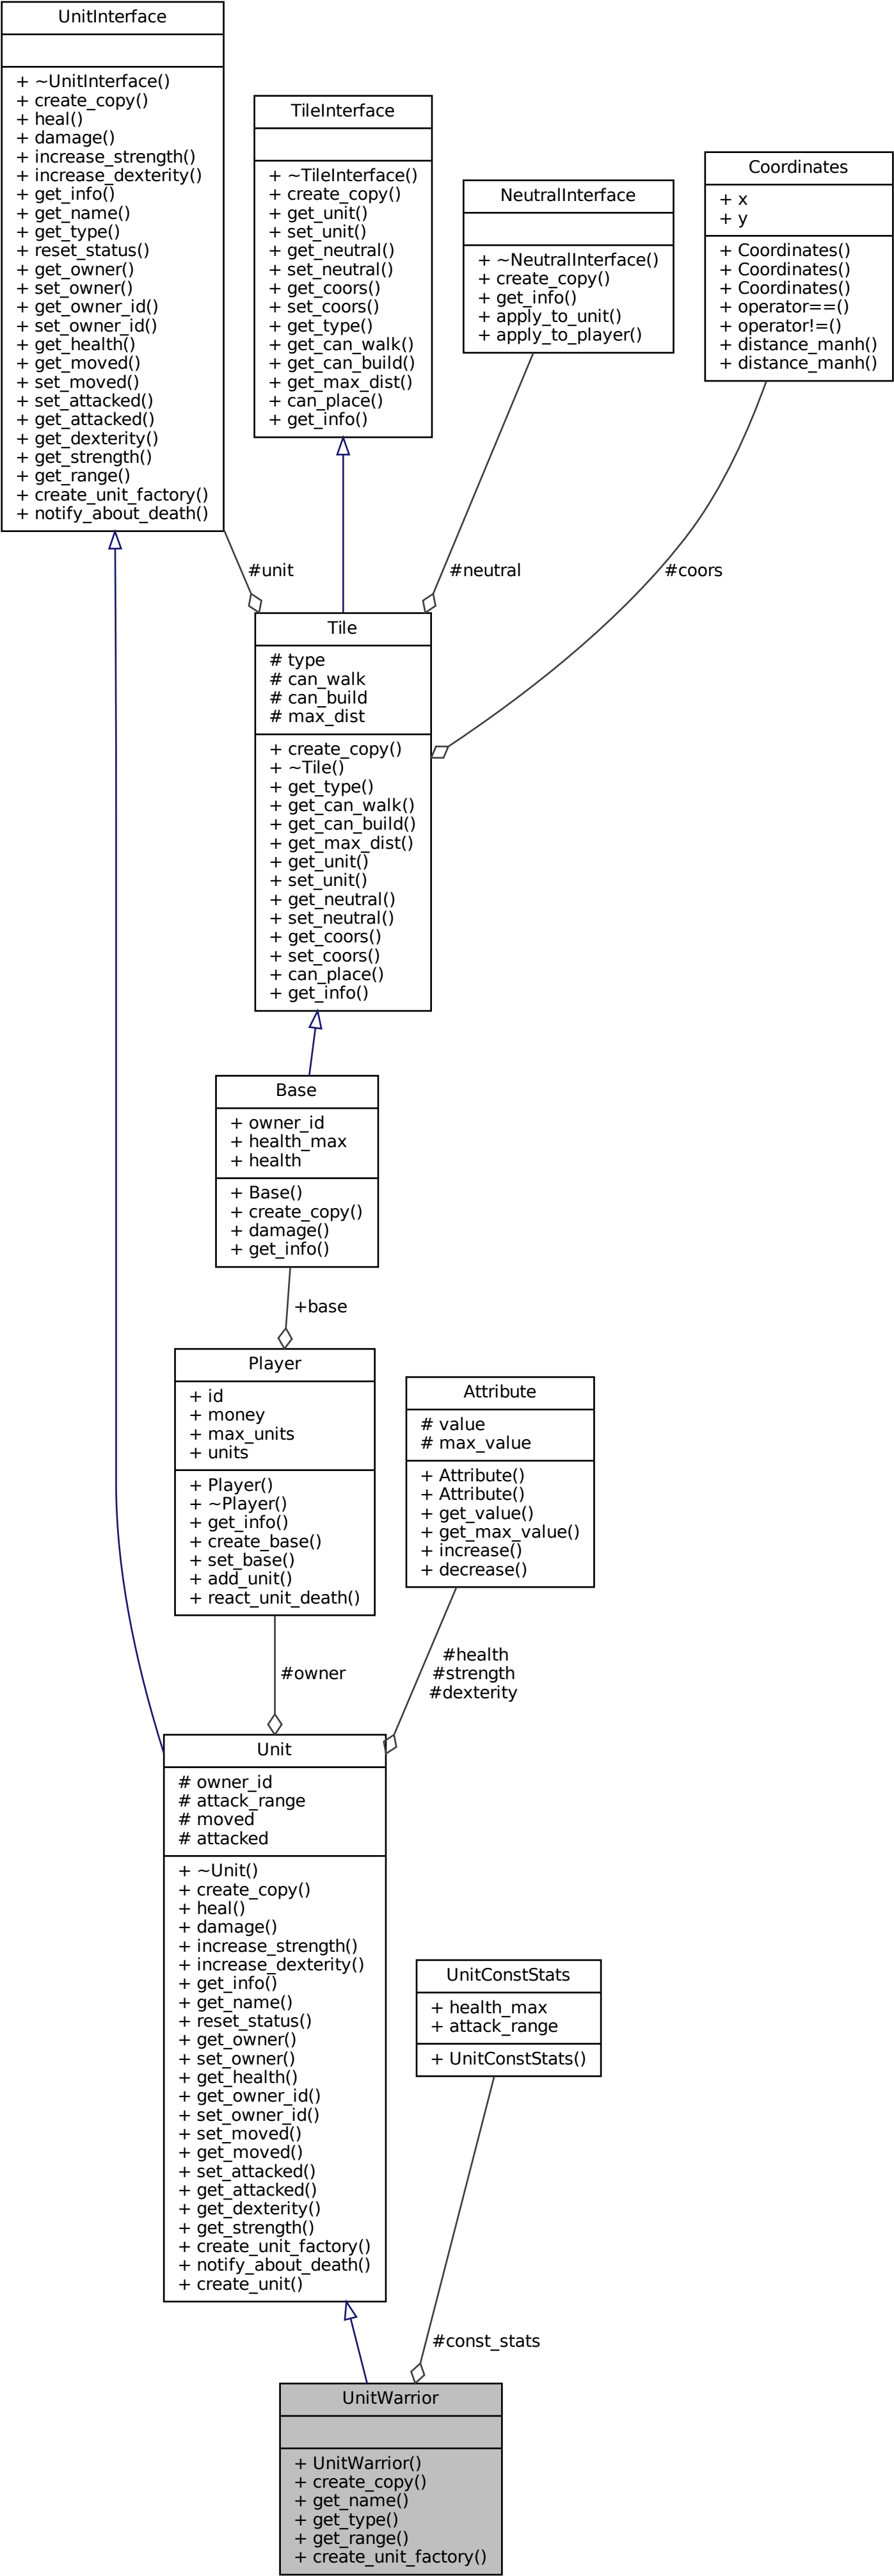 UnitInterface
+ ~UnitInterface()
+ create_copy()
+ heal()
+ damage()
+ increase_strength()
+ increase_dexterity()
+ get_info()
+ get_name()
+ get_type()
+ reset_status()
+ get_owner()
+ set_owner()
+ get_owner_id()
+ set_owner_id()
+ get_health()
+ get_moved()
+ set_moved()
+ set_attacked()
+ get_attacked()
+ get_dexterity()
+ get_strength()
+ get_range()
+ create_unit_factory()
+ notify_about_death()
TileInterface
+ ~TileInterface()
+ create_copy()
+ get_unit()
+ set_unit()
+ get_neutral()
+ set_neutral()
+ get_coors()
+ set_coors()
+ get_type()
+ get_can_walk()
+ get_can_build()
+ get_max_dist()
+ can_place()
+ get_info()
NeutralInterface
+ ~NeutralInterface()
+ create_copy()
+ get_info()
+ apply_to_unit()
+ apply_to_player()
Coordinates
+ x
+ y
+ Coordinates()
+ Coordinates()
+ Coordinates()
+ operator==()
+ operator!=()
+ distance_manh()
+ distance_manh()
#unit
#neutral
#coors
Tile
# type
# can_walk
# can_build
# max_dist
+ create_copy()
+ ~Tile()
+ get_type()
+ get_can_walk()
+ get_can_build()
+ get_max_dist()
+ get_unit()
+ set_unit()
+ get_neutral()
+ set_neutral()
+ get_coors()
+ set_coors()
+ can_place()
+ get_info()
Base
+ owner_id
+ health_max
+ health
+ Base()
+ create_copy()
+ damage()
+ get_info()
+base
Player
+ id
+ money
+ max_units
+ units
+ Player()
+ ~Player()
+ get_info()
+ create_base()
+ set_base()
+ add_unit()
+ react_unit_death()
Attribute
# value
# max_value
+ Attribute()
+ Attribute()
+ get_value()
+ get_max_value()
+ increase()
+ decrease()
#owner
#health
#strength
#dexterity
Unit
# owner_id
# attack_range
# moved
# attacked
+ ~Unit()
+ create_copy()
+ heal()
+ damage()
+ increase_strength()
+ increase_dexterity()
+ get_info()
+ get_name()
+ reset_status()
+ get_owner()
+ set_owner()
+ get_health()
+ get_owner_id()
+ set_owner_id()
+ set_moved()
+ get_moved()
+ set_attacked()
+ get_attacked()
+ get_dexterity()
+ get_strength()
+ create_unit_factory()
+ notify_about_death()
+ create_unit()
UnitConstStats
+ health_max
+ attack_range
+ UnitConstStats()
#const_stats
UnitWarrior
+ UnitWarrior()
+ create_copy()
+ get_name()
+ get_type()
+ get_range()
+ create_unit_factory()